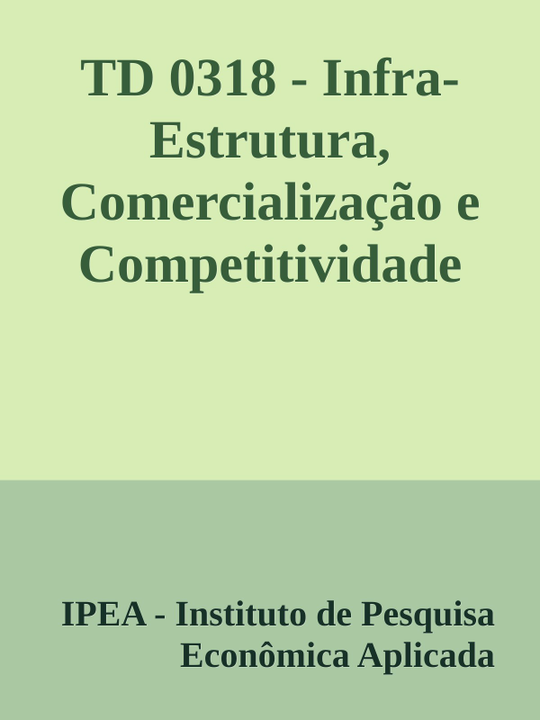 TD 0318 - Infra-
Estrutura,
Comercialização e
Competitividade
IPEA - Instituto de Pesquisa
Econômica Aplicada